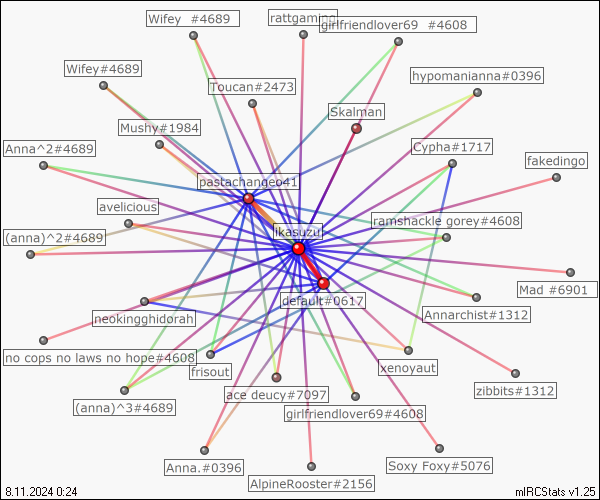 Wifey  #4689
rattgaming
girlfriendlover69  #4608
Wifey#4689
hypomanianna#0396
Toucan#2473
Skalman
Mushy#1984
Anna^2#4689
Cypha#1717
fakedingo
pastachangeo41
avelicious
ramshackle gorey#4608
(anna)^2#4689
ikasuzu
Mad #6901
default#0617
Annarchist#1312
neokingghidorah
no cops no laws no hope#4608
frisout
xenoyaut
ace deucy#7097
zibbits#1312
(anna)^3#4689
girlfriendlover69#4608
Anna.#0396
Soxy Foxy#5076
AlpineRooster#2156
8.11.2024 0:24
mIRCStats v1.25